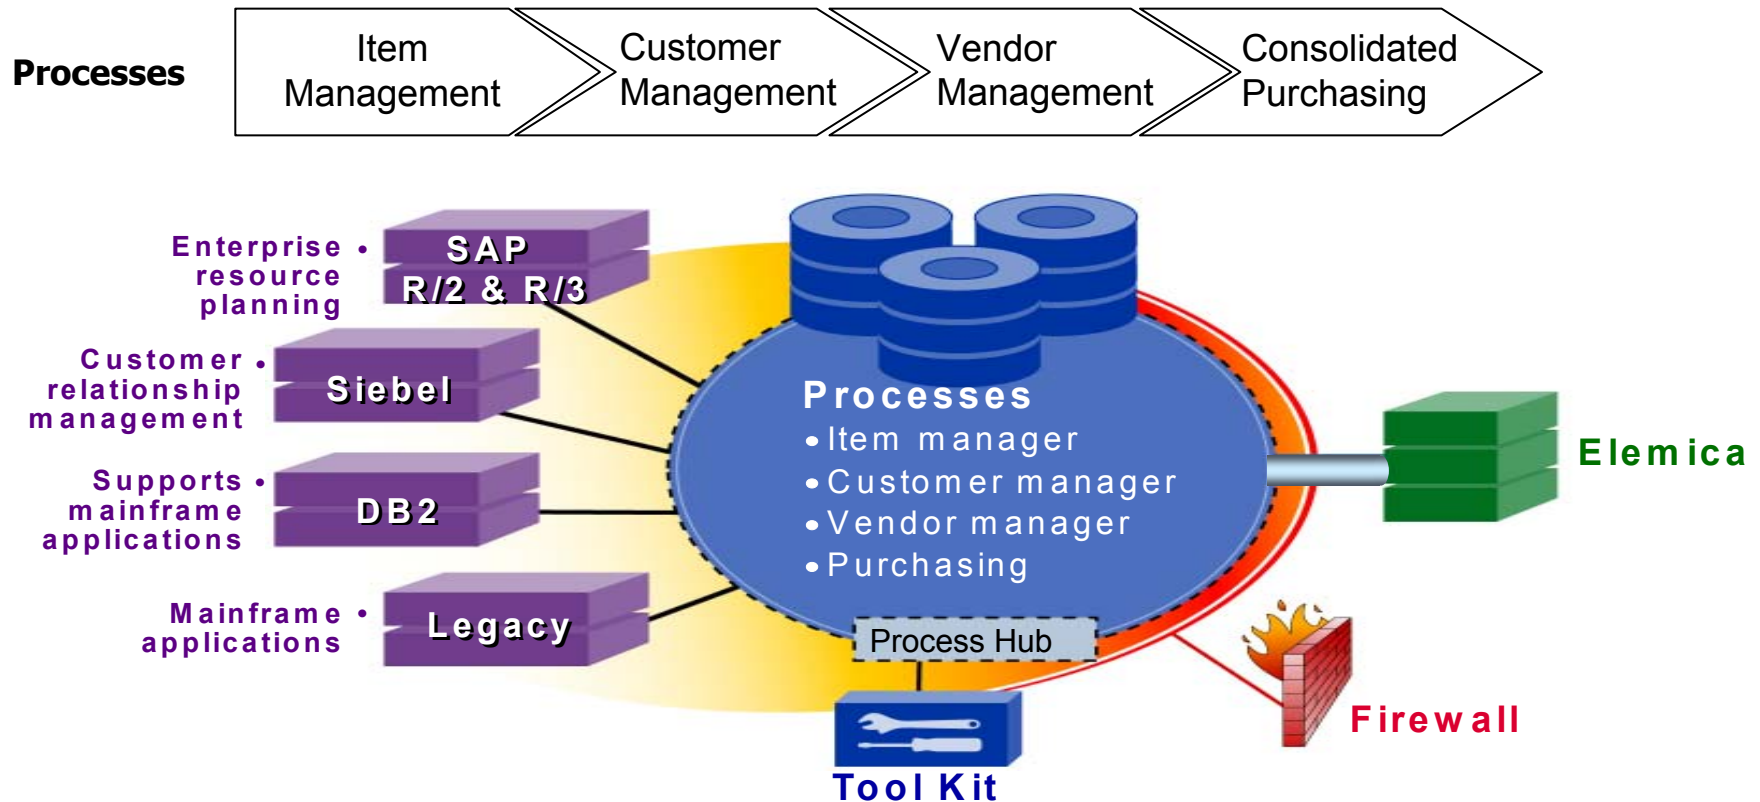 Processes
Item
Management
Customer
Management
Vendor
Management
Consolidated
Purchasing
Enterprise •
resource
planning
SAP
R/2 & R/3
Customer •
relationship
management
Siebel
Supports •
mainframe
applications
DB2
Mainframe •
applications
Legacy
Processes
• Item manager
• Customer manager
• Vendor manager
• Purchasing
Process Hub
Tool Kit
Elemica
Firewall